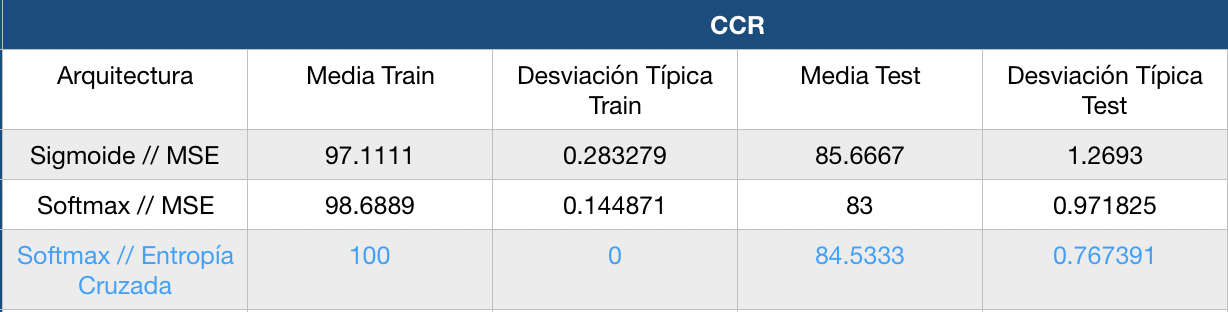 CCR
Arquitectura
Media Train
Desviación Típica
Train
Media Test
Desviación Típica
Test
Sigmoide // MSE
97.1111
0.283279
85.6667
1.2693
Softmax // MSE
98.6889
0.144871
83
0.971825
Softmax // Entropía
Cruzada
100
0
84.5333
0.767391